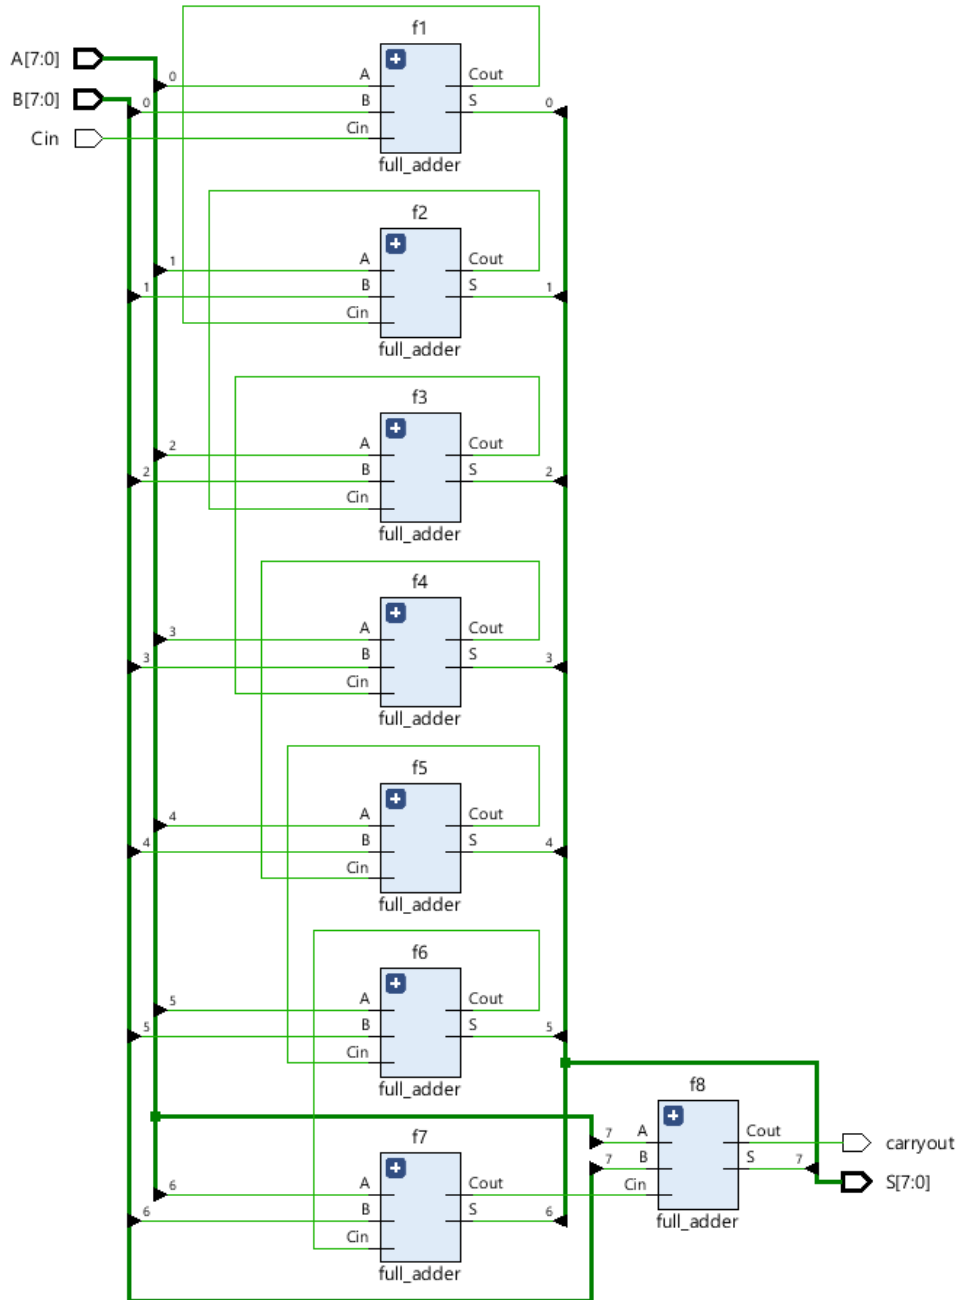 f1
A[7:0]
0 A Cout
B[7:0]
0 B S 0
Cin Cin
full_adder
f2
1 A Cout
1 B S 1
Cin
full_adder
f3
2 A Cout
2 B S 2
Cin
full_adder
f4
3 A Cout
3 B S 3
Cin
full_adder
f5
4 A Cout
4 B S 4
Cin
full_adder
f6
5 A Cout
5 B S 5
Cin
full_adder
f8
7 A Cout carryout
7 B S 7
Cin S[7:0]
full_adder
f7
6 A Cout
6 B S 6
Cin
full_adder